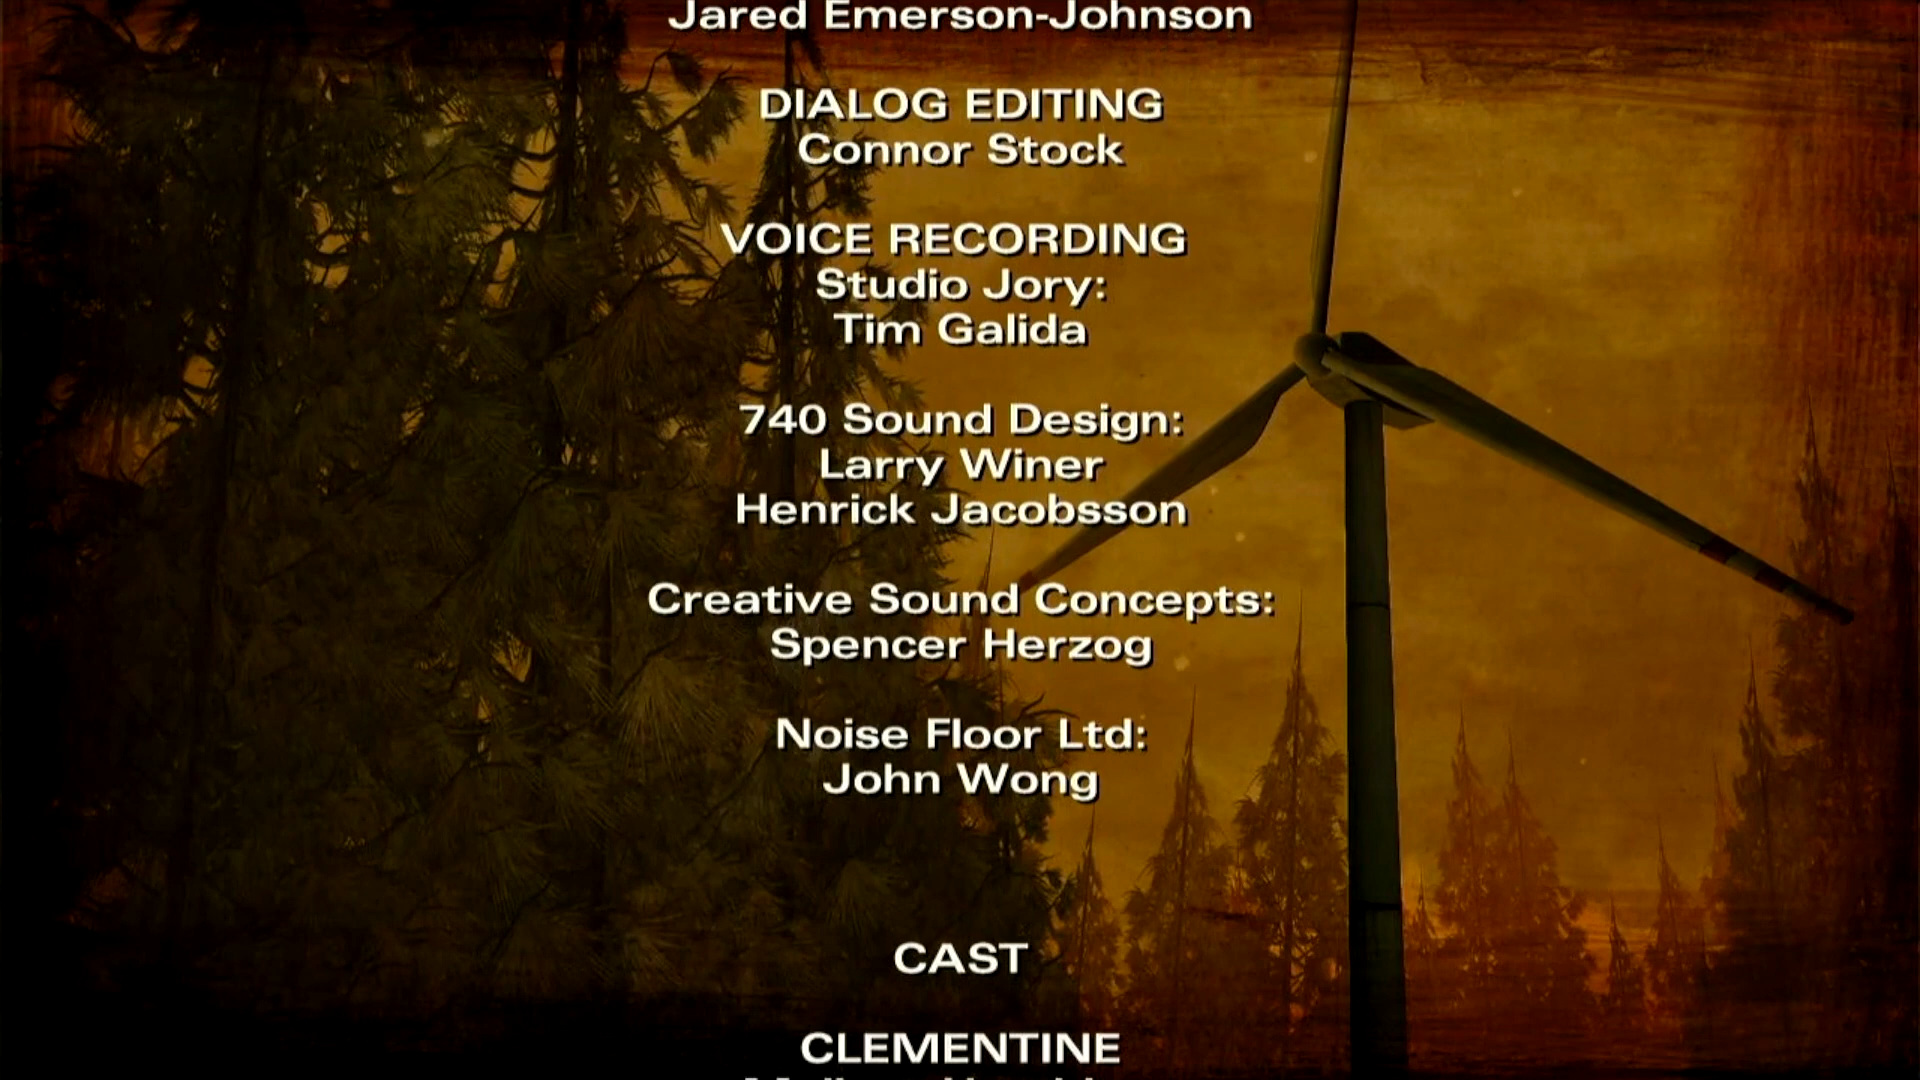 Jared Emerson-Johnson
DIALOG EDITING
Connor Stock
VOICE RECORDING
Studio Jory:
Tim Galida
740 Sound Design:
Larry Winer
Henrick Jacobsson
Creative Sound Concepts:
Spencer Herzog
Noise Floor Ltd:
John Wong
CAST
CLEMENTINE